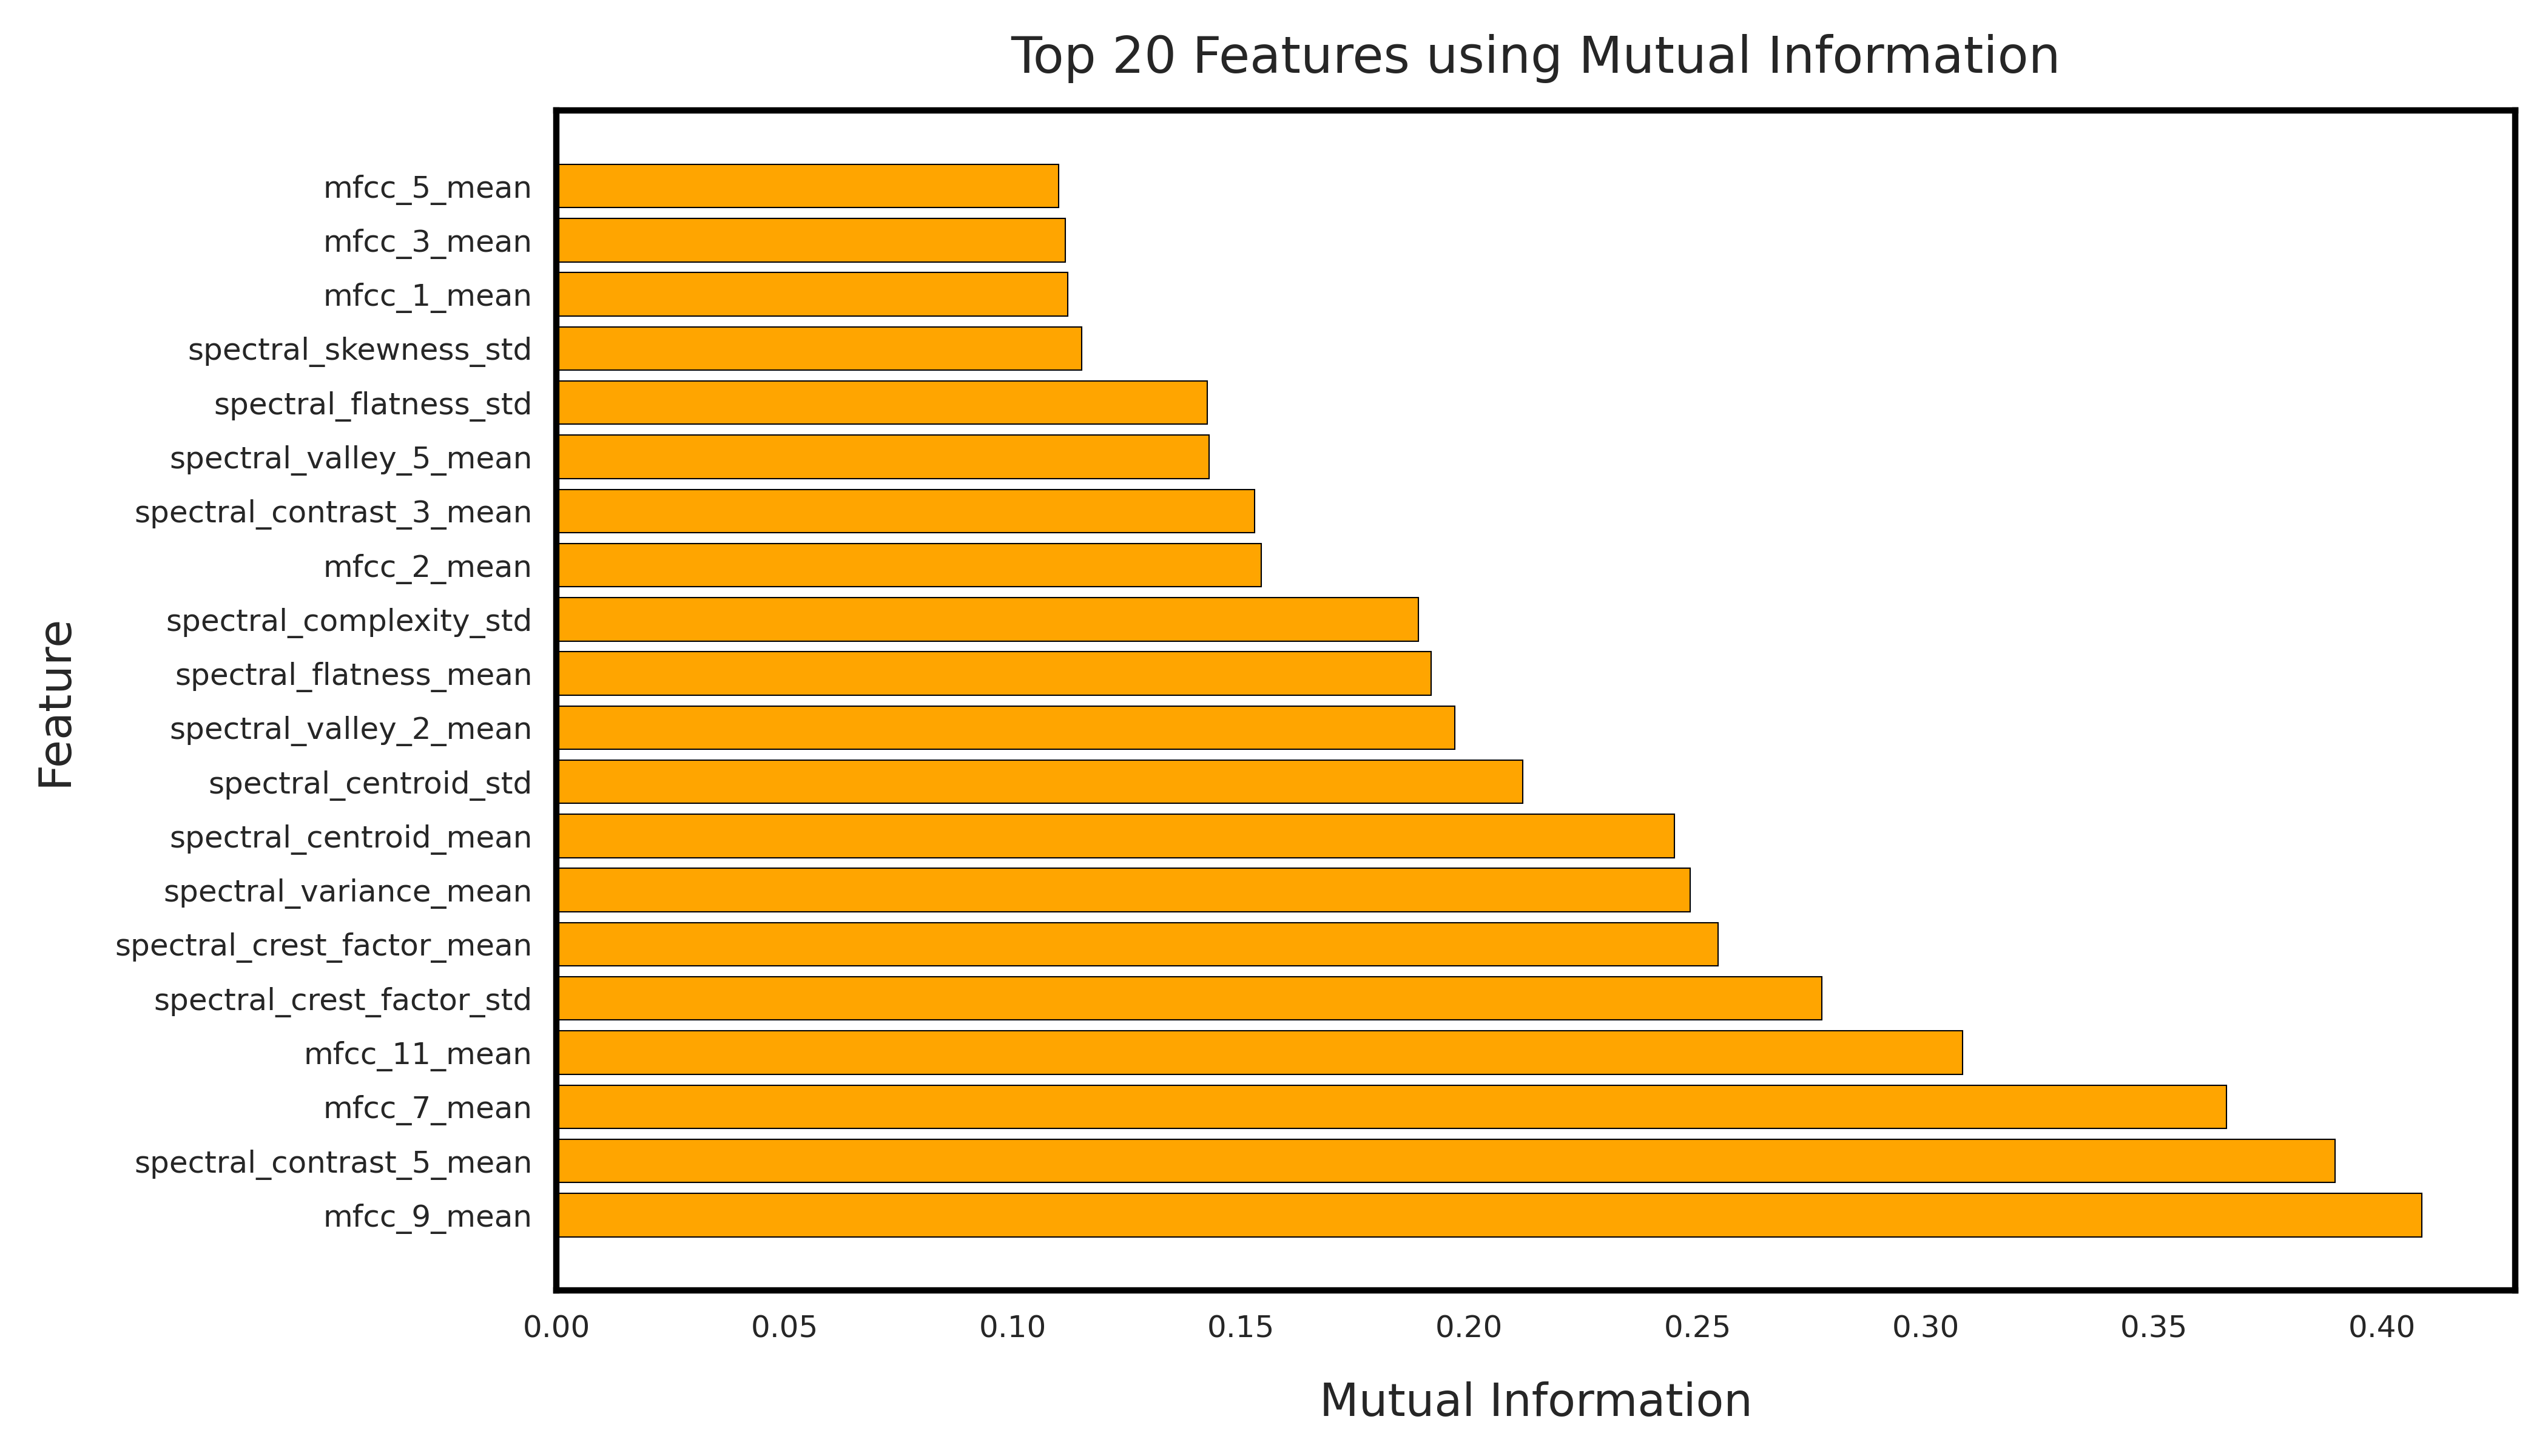 Top 20 Features using Mutual Information
Feature
mfcc_5_mean
mfcc_3_mean
mfcc_1_mean
spectral_skewness_std
spectral_flatness_std
spectral_valley_5_mean
spectral_contrast_3_mean
mfcc_2_mean
spectral_complexity_std
spectral_flatness_mean
spectral_valley_2_mean
spectral_centroid_std
spectral_centroid_mean
spectral_variance_mean
spectral_crest_factor_mean
spectral_crest_factor_std
mfcc_11_mean
mfcc_7_mean
spectral_contrast_5_mean
mfcc_9_mean
0.00 0.05 0.10 0.15 0.20 0.25 0.30 0.35 0.40
Mutual Information